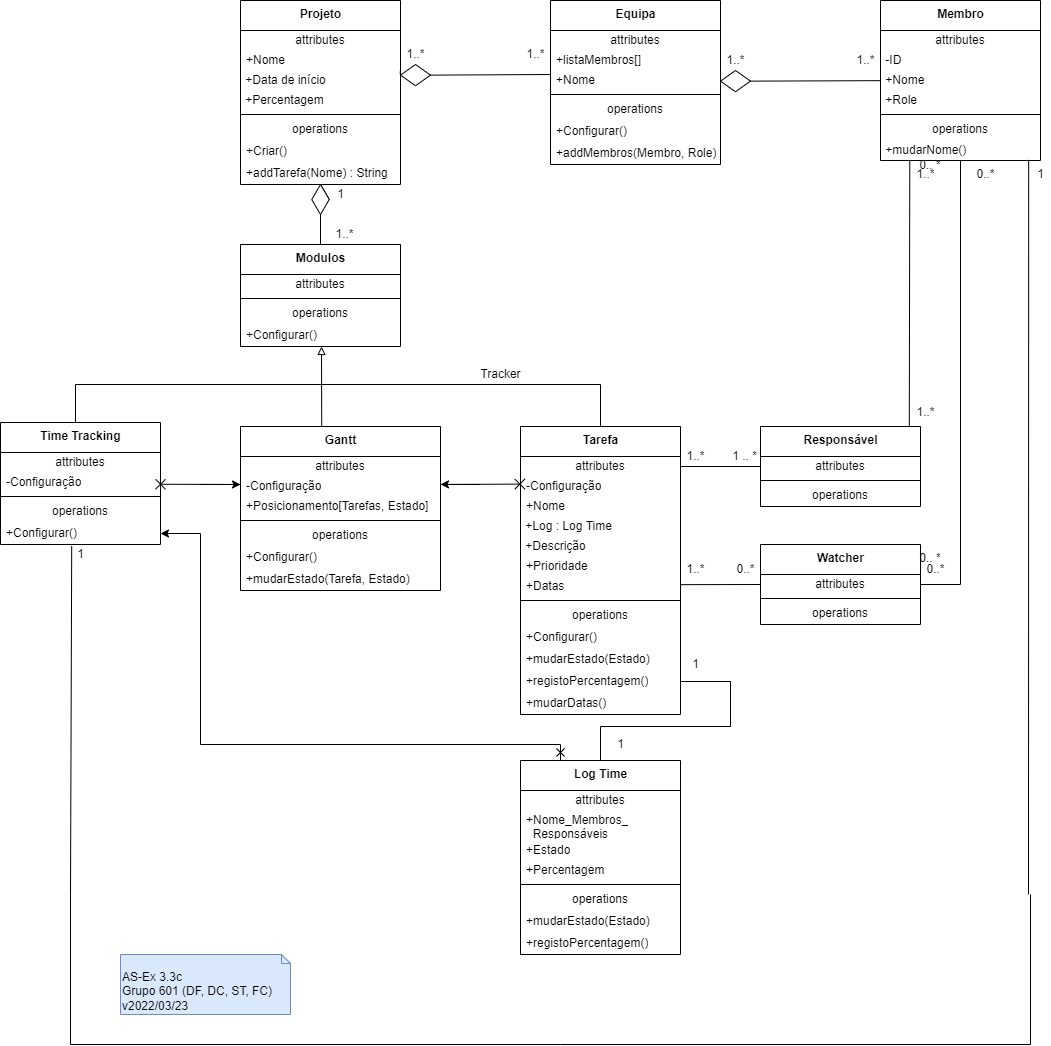 Projeto
attributes
+Nome
+Data de início
+Percentagem
operations
+Criar()
+addTarefa(Nome) : String
1..*
1..*
Equipa
attributes
+listaMembros[]
+Nome
operations
+Configurar()
+addMembros(Membro, Role)
1..*
1..*
Membro
attributes
-ID
+Nome
+Role
operations
+mudarNome()
0..*
1..*
0..*
1
1
1..*
Modulos
attributes
operations
+Configurar()
Tracker
1..*
Time Tracking
attributes
-Configuração
operations
+Configurar()
1
Gantt
attributes
-Configuração
+Posicionamento[Tarefas, Estado]
operations
+Configurar()
+mudarEstado(Tarefa, Estado)
Tarefa
attributes
-Configuração
+Nome
+Log : Log Time
+Descrição
+Prioridade
+Datas
operations
+Configurar()
+mudarEstado(Estado)
+registoPercentagem()
+mudarDatas()
1..*
1 .. *
Responsável
attributes
operations
1..*
0..*
Watcher
attributes
operations
0.. *
0..*
1
1
Log Time
attributes
+Nome_Membros_
Responsáveis
+Estado
+Percentagem
operations
+mudarEstado(Estado)
+registoPercentagem()
AS-Ex 3.3c
Grupo 601 (DF, DC, ST, FC)
v2022/03/23